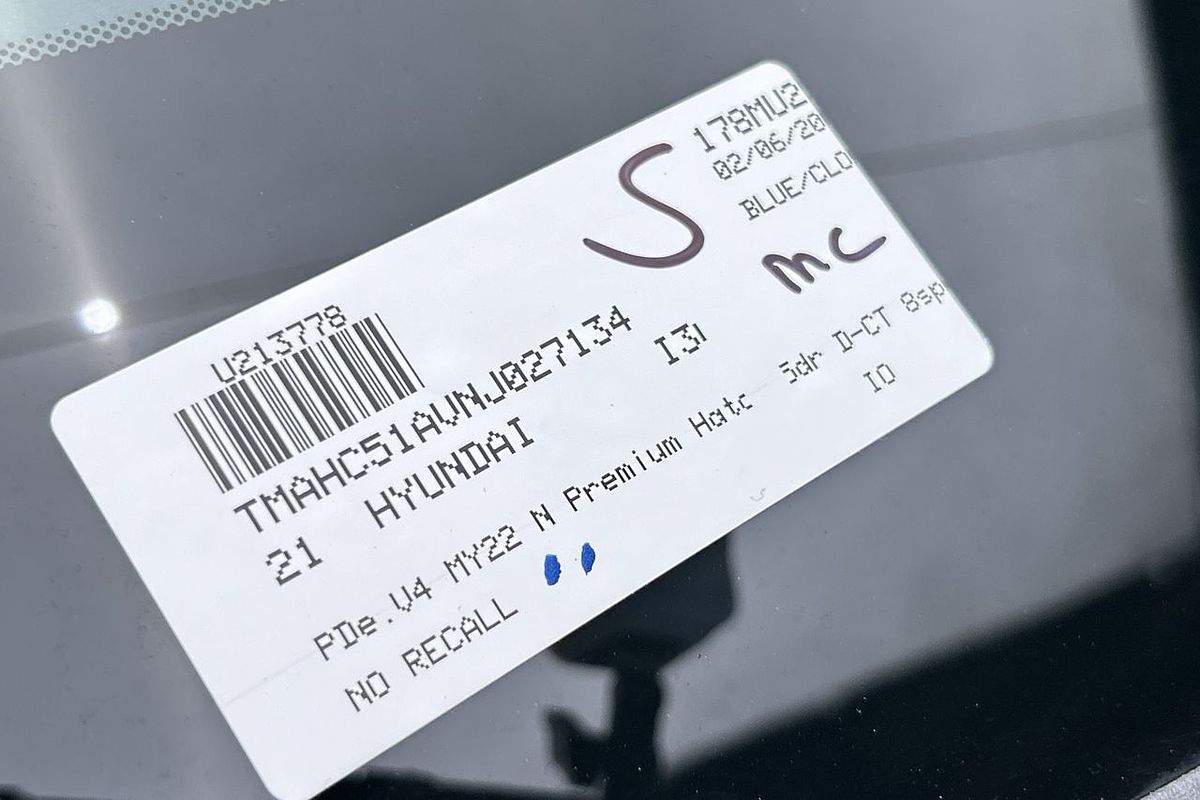 S
178MU2
02/06/20
BLUE/CLO
mc
U213778
TMAHC51AVNJ027134
21 HYUNDAI I3
PDe.V4 MY22 N Premium Hatc 5dr D-CT 8sp
NO RECALL IO